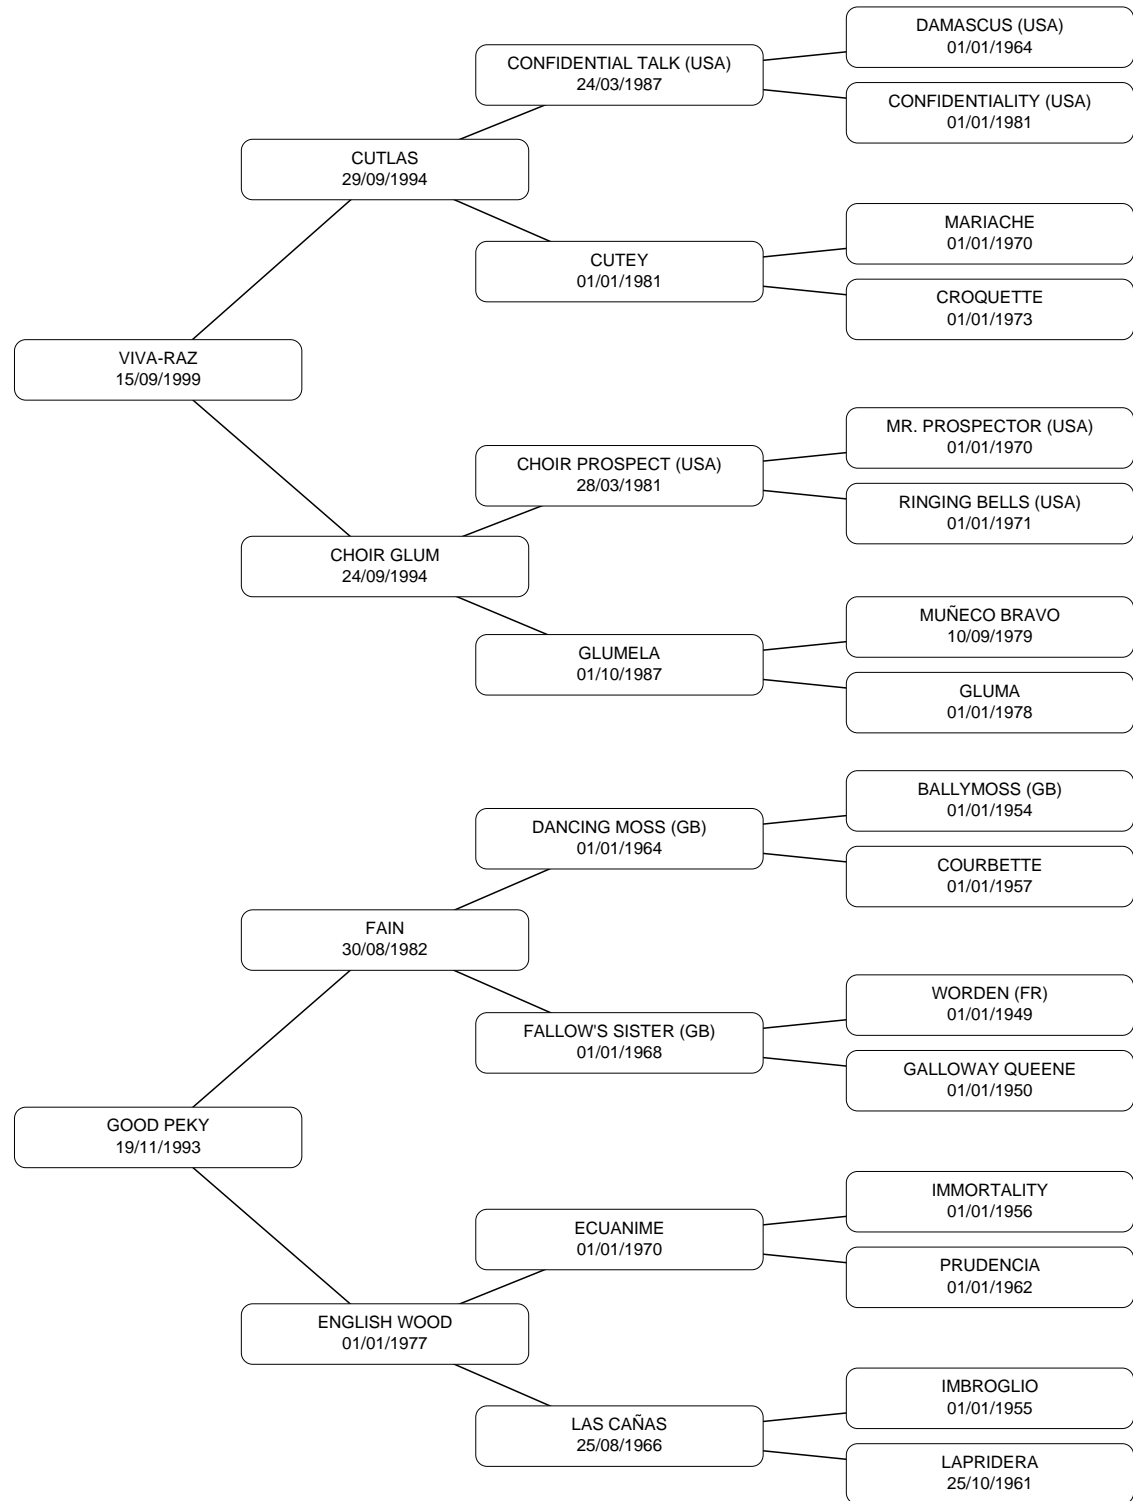 DAMASCUS (USA)
01/01/1964
CONFIDENTIAL TALK (USA)
24/03/1987
CONFIDENTIALITY (USA)
01/01/1981
CUTLAS
29/09/1994
MARIACHE
01/01/1970
CUTEY
01/01/1981
CROQUETTE
01/01/1973
VIVA-RAZ
15/09/1999
MR. PROSPECTOR (USA)
01/01/1970
CHOIR PROSPECT (USA)
28/03/1981
RINGING BELLS (USA)
01/01/1971
CHOIR GLUM
24/09/1994
MUÑECO BRAVO
10/09/1979
GLUMELA
01/10/1987
GLUMA
01/01/1978
BALLYMOSS (GB)
01/01/1954
DANCING MOSS (GB)
01/01/1964
COURBETTE
01/01/1957
FAIN
30/08/1982
WORDEN (FR)
01/01/1949
FALLOW'S SISTER (GB)
01/01/1968
GALLOWAY QUEENE
01/01/1950
GOOD PEKY
19/11/1993
IMMORTALITY
01/01/1956
ECUANIME
01/01/1970
PRUDENCIA
01/01/1962
ENGLISH WOOD
01/01/1977
IMBROGLIO
01/01/1955
LAS CAÑAS
25/08/1966
LAPRIDERA
25/10/1961